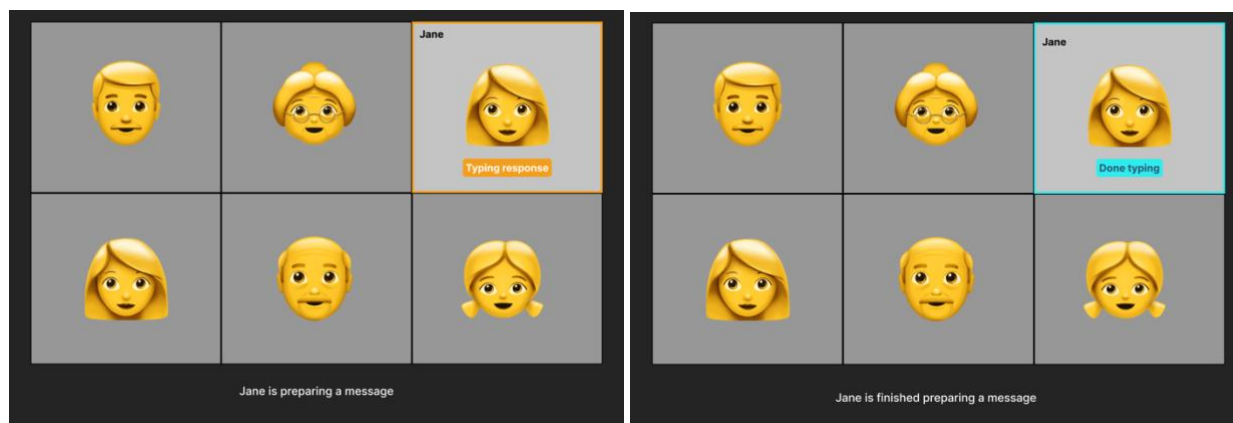 Jane
Typing response
Jane is preparing a message
Jane
Done typing
Jane is finished preparing a message